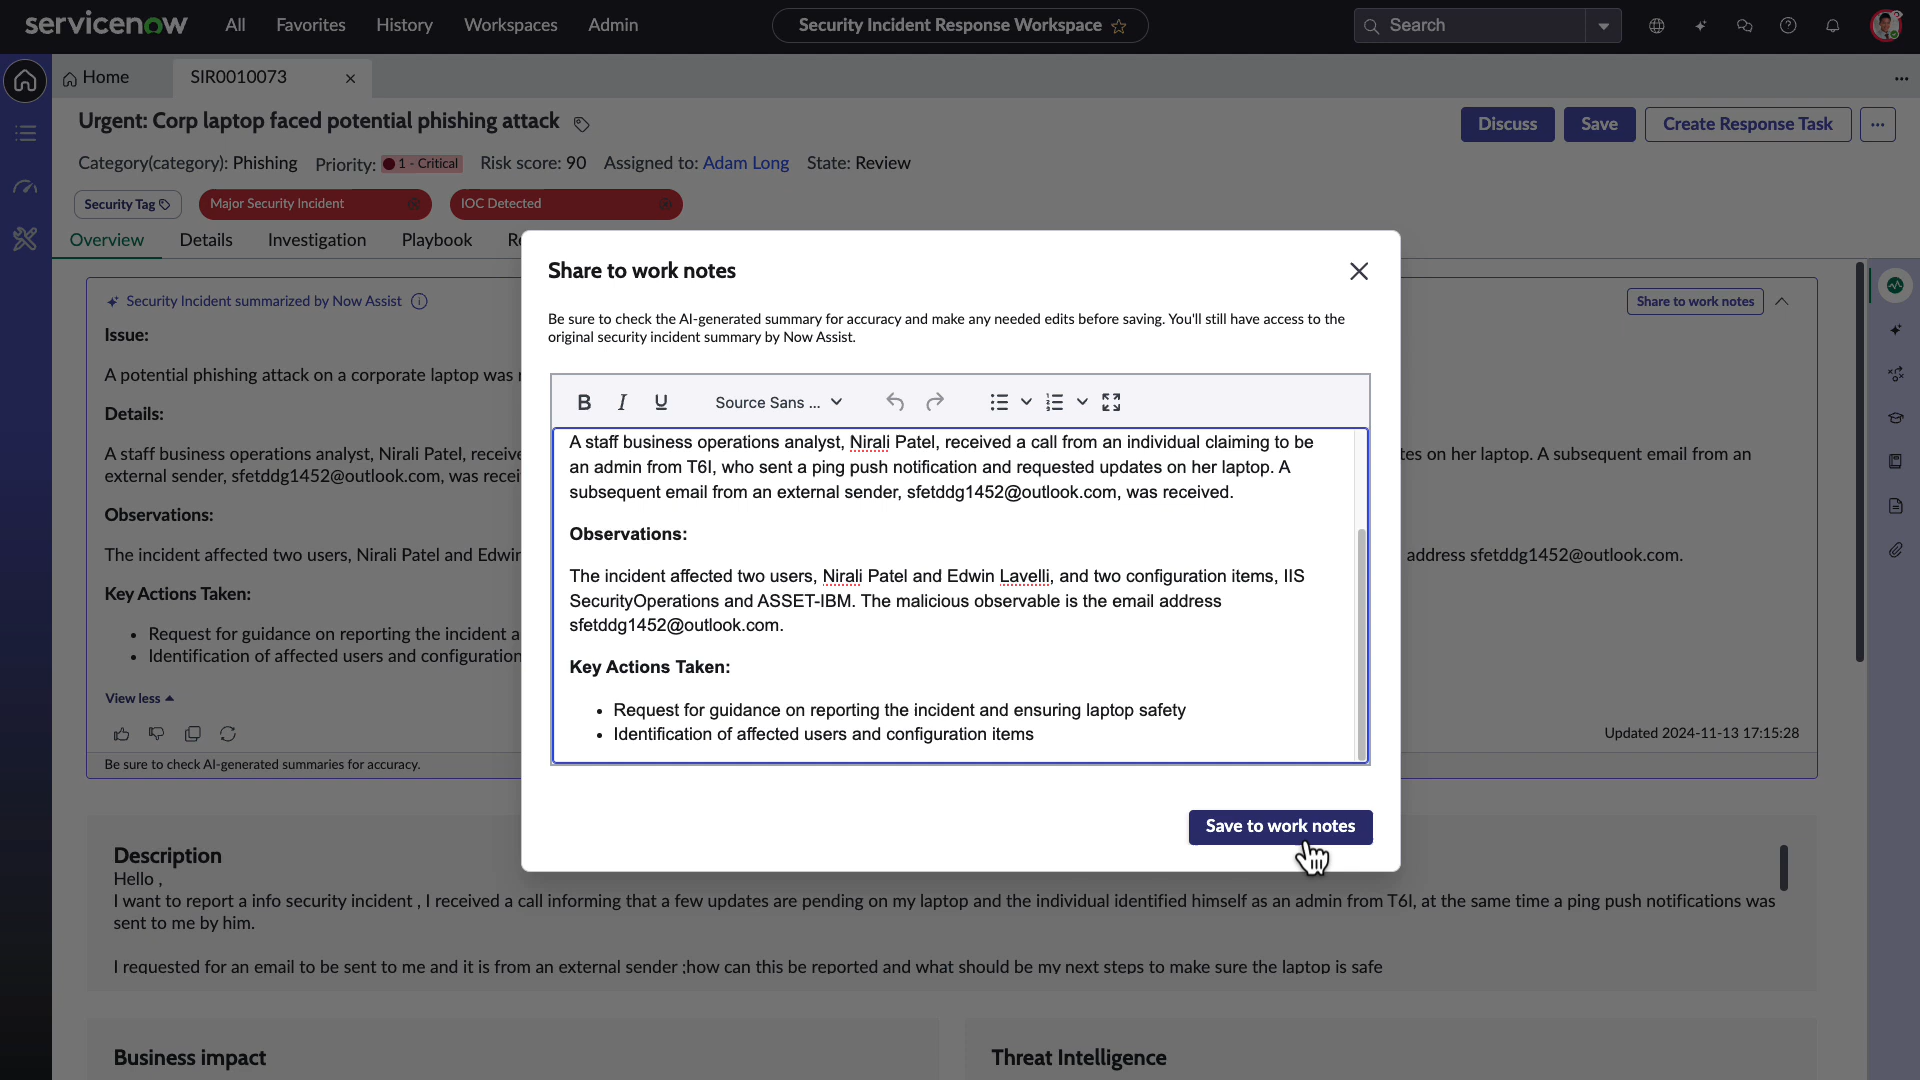 servicenow
All
Favorites
History
Workspaces
Admin
Security Incident Response Workspace
Search
Home
SIR0010073
Urgent: Corp laptop faced potential phishing attack
Discuss
Save
Create Response Task
Category(category): Phishing
Priority: 1 - Critical
Risk score: 90
Assigned to: Adam Long
State: Review
Security Tag
Major Security Incident
IOC Detected
Overview
Details
Investigation
Playbook
Security Incident summarized by Now Assist
Share to work notes
Issue:
A potential phishing attack on a corporate laptop was
Details:
A staff business operations analyst, Nirali Patel, receive
tes on her laptop. A subsequent email from an
external sender, sfetddg1452@outlook.com, was recei
Observations:
The incident affected two users, Nirali Patel and Edwir
address sfetddg1452@outlook.com.
Key Actions Taken:
• Request for guidance on reporting the incident a
• Identification of affected users and configuration
View less
Updated 2024-11-13 17:15:28
Be sure to check AI-generated summaries for accuracy.
Share to work notes
Be sure to check the AI-generated summary for accuracy and make any needed edits before saving. You'll still have access to the
original security incident summary by Now Assist.
B I U Source Sans ...
A staff business operations analyst, Nirali Patel, received a call from an individual claiming to be
an admin from T6I, who sent a ping push notification and requested updates on her laptop. A
subsequent email from an external sender, sfetddg1452@outlook.com, was received.
Observations:
The incident affected two users, Nirali Patel and Edwin Lavelli, and two configuration items, IIS
SecurityOperations and ASSET-IBM. The malicious observable is the email address
sfetddg1452@outlook.com.
Key Actions Taken:
• Request for guidance on reporting the incident and ensuring laptop safety
• Identification of affected users and configuration items
Save to work notes
Description
Hello ,
I want to report a info security incident , I received a call informing that a few updates are pending on my laptop and the individual identified himself as an admin from T6I, at the same time a ping push notifications was
sent to me by him.
I requested for an email to be sent to me and it is from an external sender ;how can this be reported and what should be my next steps to make sure the laptop is safe
Business impact
Threat Intelligence